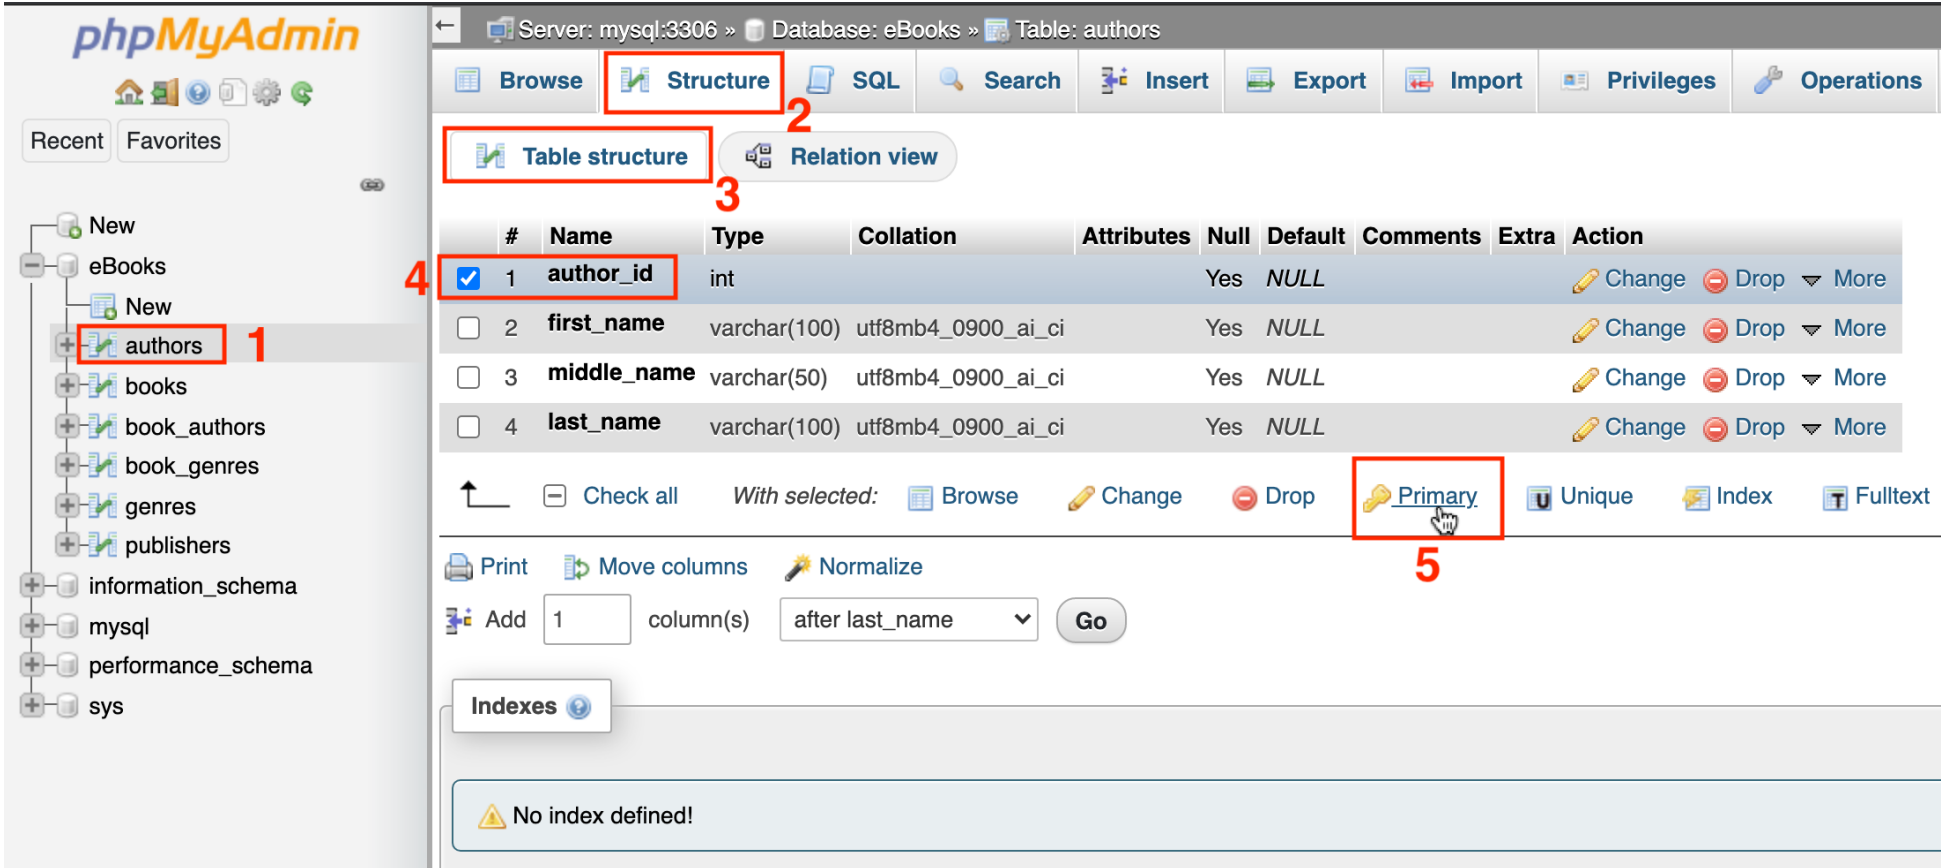 phpMyAdmin
Recent Favorites
New
eBooks
New
authors 1
books
book_authors
book_genres
genres
publishers
information_schema
mysql
performance_schema
sys
Server: mysql:3306 » Database: eBooks » Table: authors
Browse Structure SQL Search Insert Export Import Privileges Operations
2
Table structure Relation view
3
# Name Type Collation Attributes Null Default Comments Extra Action
4 1 author_id int Yes NULL Change Drop More
2 first_name varchar(100) utf8mb4_0900_ai_ci Yes NULL Change Drop More
3 middle_name varchar(50) utf8mb4_0900_ai_ci Yes NULL Change Drop More
4 last_name varchar(100) utf8mb4_0900_ai_ci Yes NULL Change Drop More
Check all With selected: Browse Change Drop Primary Unique Index Fulltext
5
Print Move columns Normalize
Add 1 column(s) after last_name Go
Indexes
No index defined!